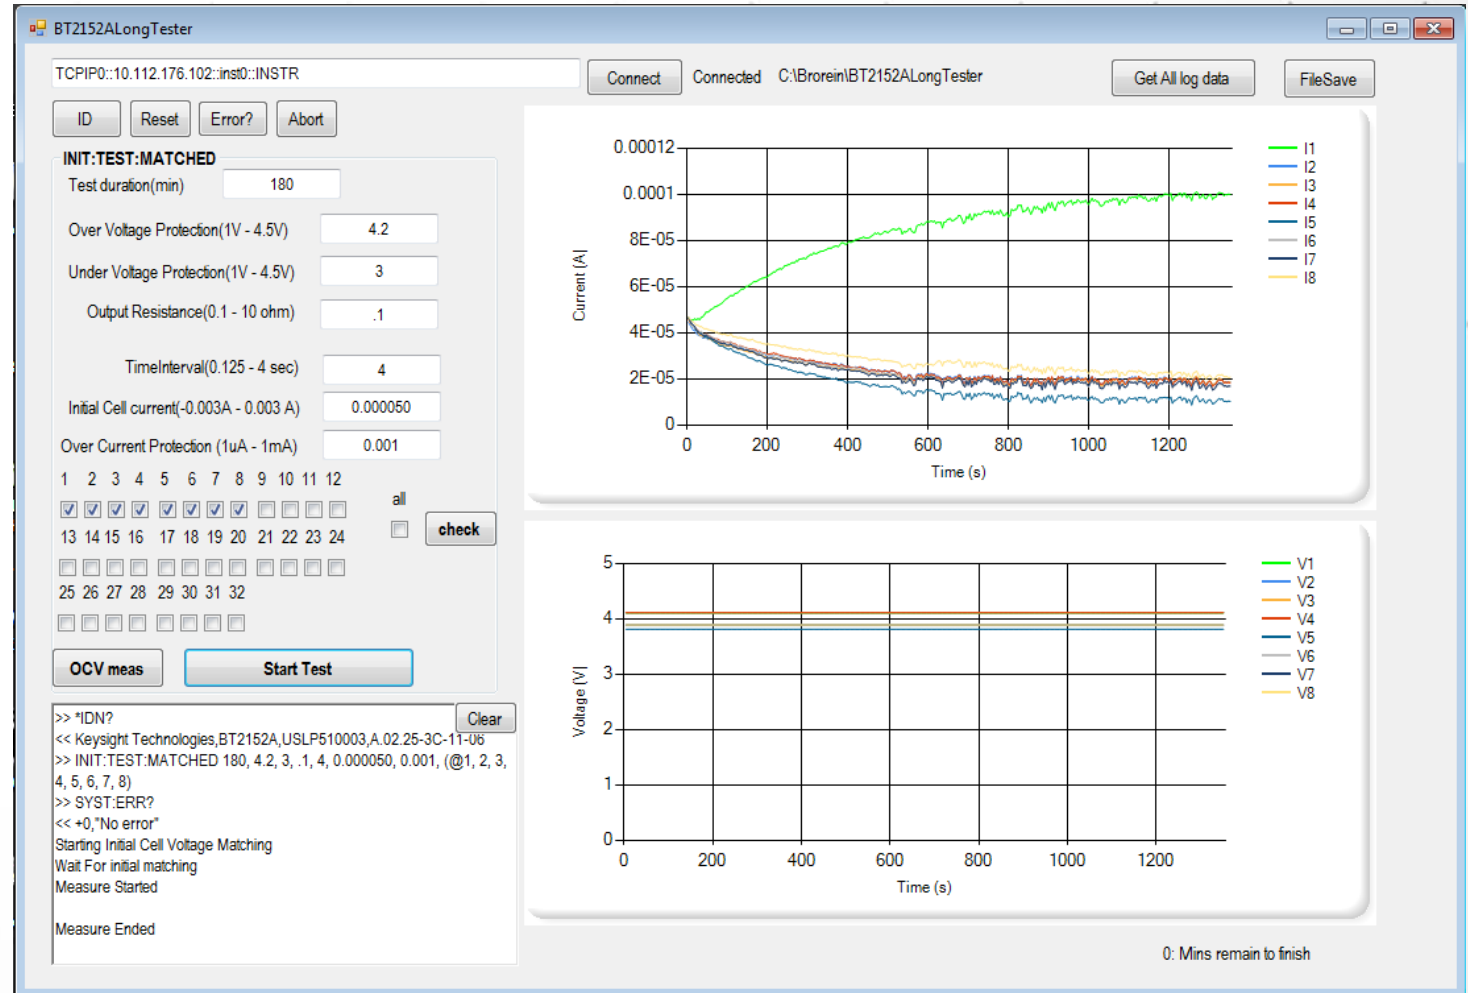 BT2152ALongTester
TCPIP0::10.112.176.102::inst0::INSTR
Connect
Connected
C:\Brorein\BT2152ALongTester
Get All log data
FileSave
ID
Reset
Error?
Abort
INIT:TEST:MATCHED
Test duration(min)
180
Over Voltage Protection(1V - 4.5V)
4.2
Under Voltage Protection(1V - 4.5V)
3
Output Resistance(0.1 - 10 ohm)
.1
TimeInterval(0.125 - 4 sec)
4
Initial Cell current(-0.003A - 0.003 A)
0.000050
Over Current Protection (1uA - 1mA)
0.001
1 2 3 4 5 6 7 8 9 10 11 12
all
check
13 14 15 16 17 18 19 20 21 22 23 24
25 26 27 28 29 30 31 32
OCV meas
Start Test
Clear
>> *IDN?
<< Keysight Technologies,BT2152A,USLP510003,A.02.25-3C-11-06
>> INIT:TEST:MATCHED 180, 4.2, 3, .1, 4, 0.000050, 0.001, (@1, 2, 3,
4, 5, 6, 7, 8)
>> SYST:ERR?
<< +0,"No error"
Starting Initial Cell Voltage Matching
Wait For initial matching
Measure Started
Measure Ended
0.00012
0.0001
8E-05
6E-05
4E-05
2E-05
0
Current (A|
0 200 400 600 800 1000 1200
Time (s)
I1
I2
I3
I4
I5
I6
I7
I8
5
4
3
2
1
0
Voltage (V|
0 200 400 600 800 1000 1200
Time (s)
V1
V2
V3
V4
V5
V6
V7
V8
0: Mins remain to finish